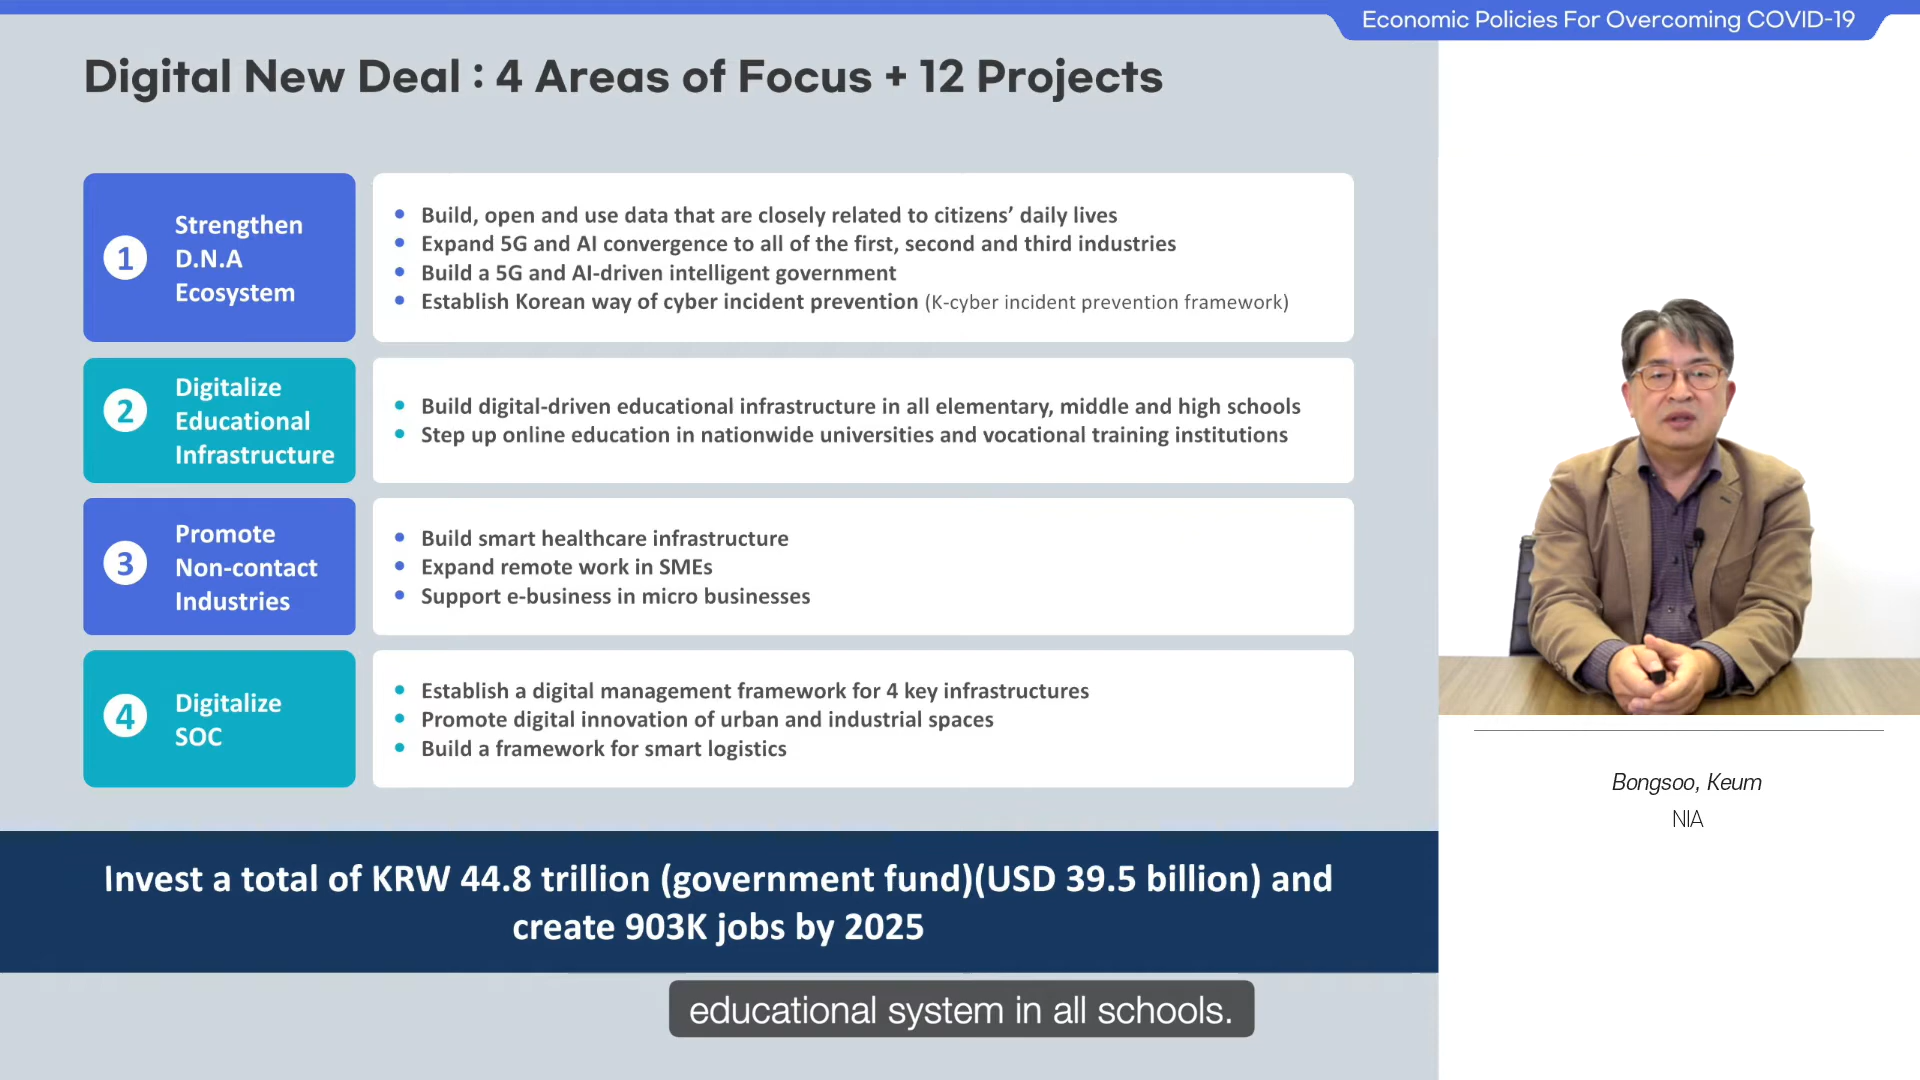 Economic Policies For Overcoming COVID-19
Digital New Deal : 4 Areas of Focus + 12 Projects
1
Strengthen
D.N.A
Ecosystem
• Build, open and use data that are closely related to citizens’ daily lives
• Expand 5G and AI convergence to all of the first, second and third industries
• Build a 5G and AI-driven intelligent government
• Establish Korean way of cyber incident prevention (K-cyber incident prevention framework)
2
Digitalize
Educational
Infrastructure
• Build digital-driven educational infrastructure in all elementary, middle and high schools
• Step up online education in nationwide universities and vocational training institutions
3
Promote
Non-contact
Industries
• Build smart healthcare infrastructure
• Expand remote work in SMEs
• Support e-business in micro businesses
4
Digitalize
SOC
• Establish a digital management framework for 4 key infrastructures
• Promote digital innovation of urban and industrial spaces
• Build a framework for smart logistics
Invest a total of KRW 44.8 trillion (government fund)(USD 39.5 billion) and
create 903K jobs by 2025
Bongsoo, Keum
NIA
educational system in all schools.